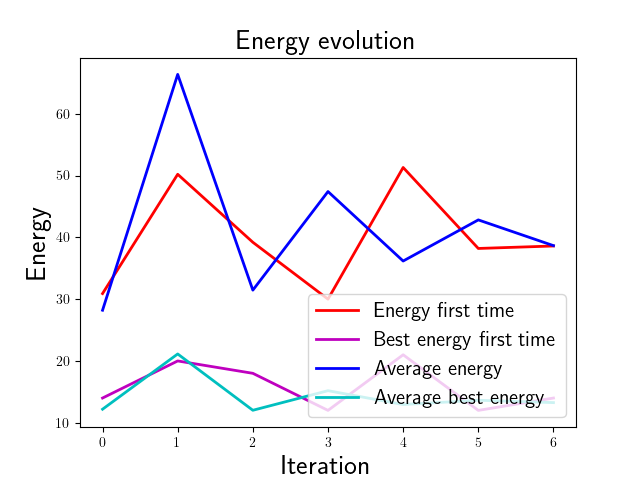 Energy evolution
60
50
40
30
20
10
Energy
0
1
2
3
4
5
6
Iteration
Energy first time
Best energy first time
Average energy
Average best energy